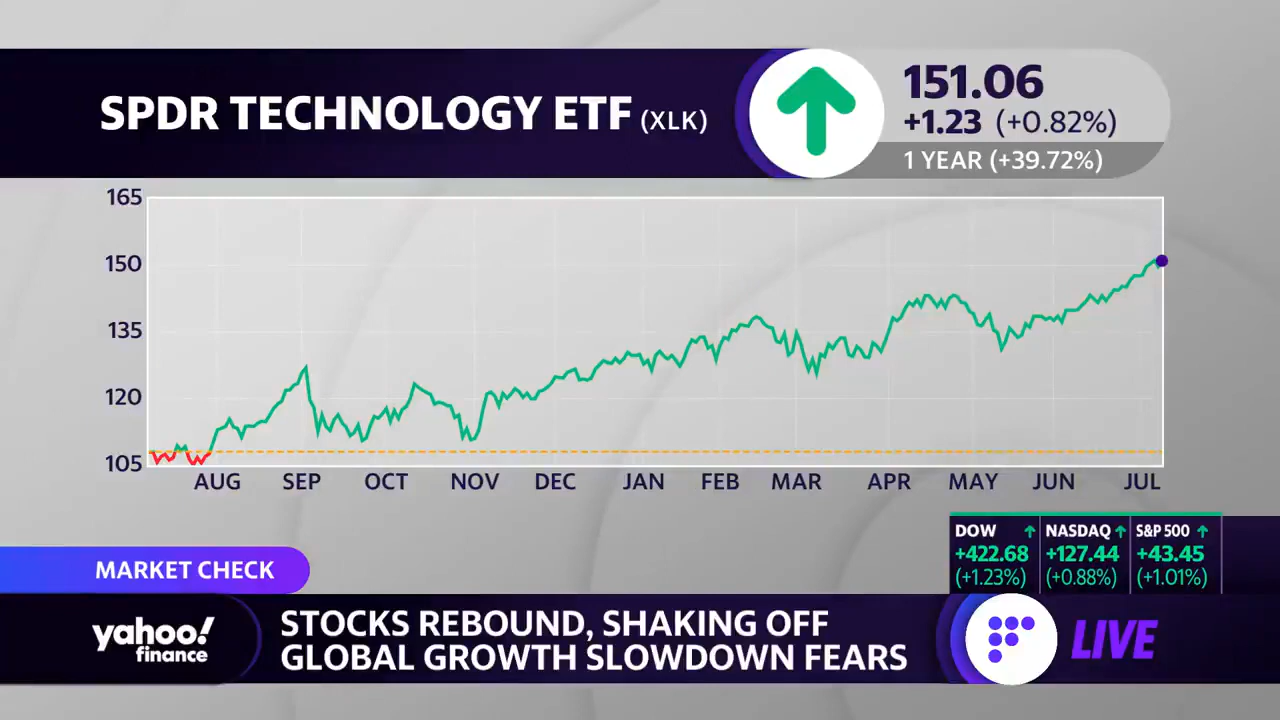 SPDR TECHNOLOGY ETF (XLK)
151.06
+1.23 (+0.82%)
1 YEAR (+39.72%)
165
150
135
120
105
AUG SEP OCT NOV DEC JAN FEB MAR APR MAY JUN JUL
DOW NASDAQ S&P 500
+422.68 +127.44 +43.45
(+1.23%) (+0.88%) (+1.01%)
MARKET CHECK
yahoo!
finance
STOCKS REBOUND, SHAKING OFF
GLOBAL GROWTH SLOWDOWN FEARS
LIVE